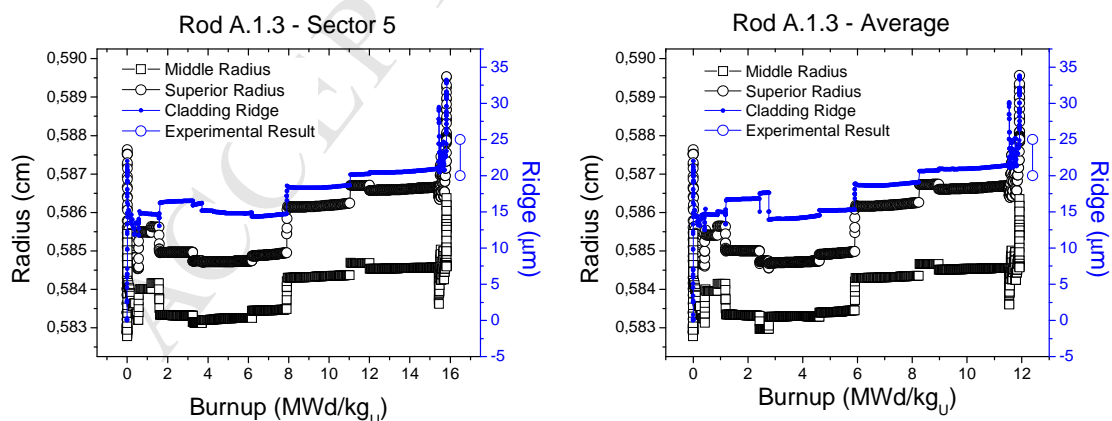 Rod A.1.3 - Sector 5
0,590
0,589
0,588
0,587
0,586
0,585
0,584
0,583
Radius (cm)
Middle Radius
Superior Radius
Cladding Ridge
Experimental Result
35
30
25
20
15
10
5
0
-5
Ridge (μm)
0 2 4 6 8 10 12 14 16
Burnup (MWd/kgU)
Rod A.1.3 - Average
0,590
0,589
0,588
0,587
0,586
0,585
0,584
0,583
Radius (cm)
Middle Radius
Superior Radius
Cladding Ridge
Experimental Result
35
30
25
20
15
10
5
0
-5
Ridge (μm)
0 2 4 6 8 10 12
Burnup (MWd/kgU)
ACCEP